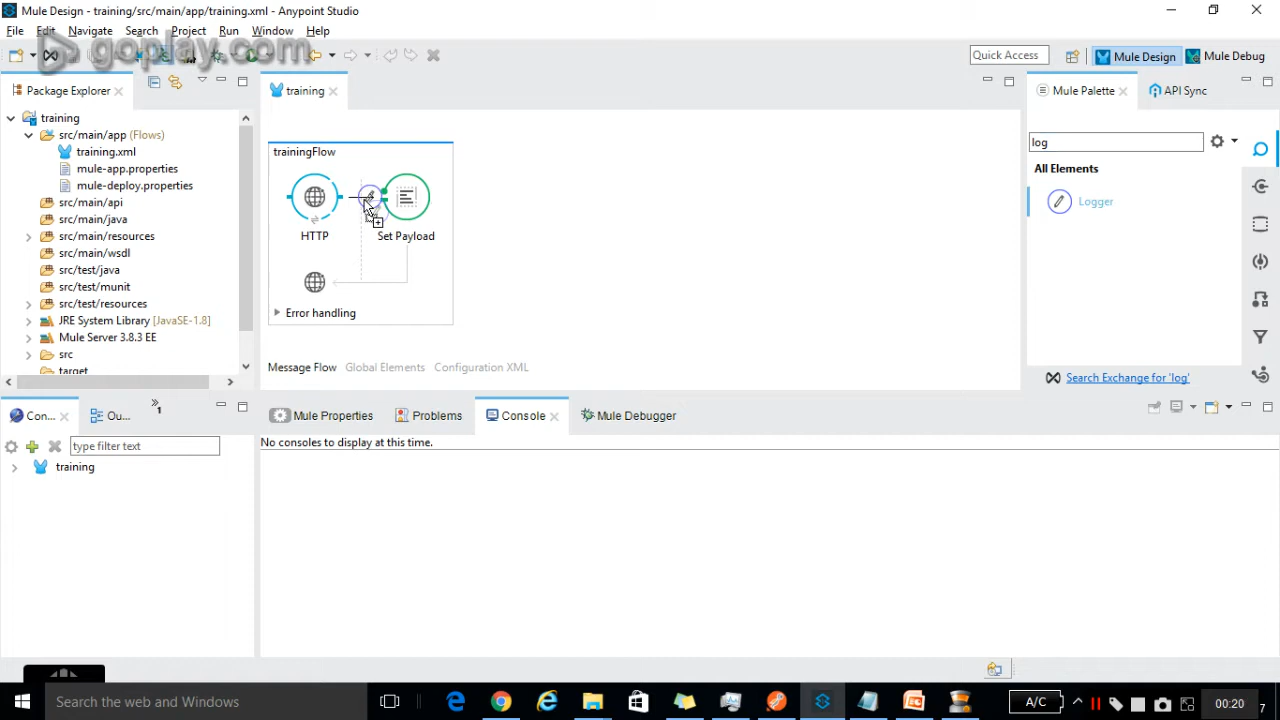 Mule Design - training/src/main/app/training.xml - Anypoint Studio
File Edit Navigate Search Project Run Window Help
goplay.com
Quick Access
Mule Design
Mule Debug
Package Explorer
training
src/main/app (Flows)
training.xml
mule-app.properties
mule-deploy.properties
src/main/api
src/main/java
src/main/resources
src/main/wsdl
src/test/java
src/test/munit
src/test/resources
JRE System Library [JavaSE-1.8]
Mule Server 3.8.3 EE
src
target
training
trainingFlow
HTTP
Set Payload
Error handling
Message Flow Global Elements Configuration XML
Mule Palette
API Sync
log
All Elements
Logger
Search Exchange for 'log'
Con...
Ou...
1
type filter text
training
Mule Properties
Problems
Console
Mule Debugger
No consoles to display at this time.
Search the web and Windows
A/C
00:20
7